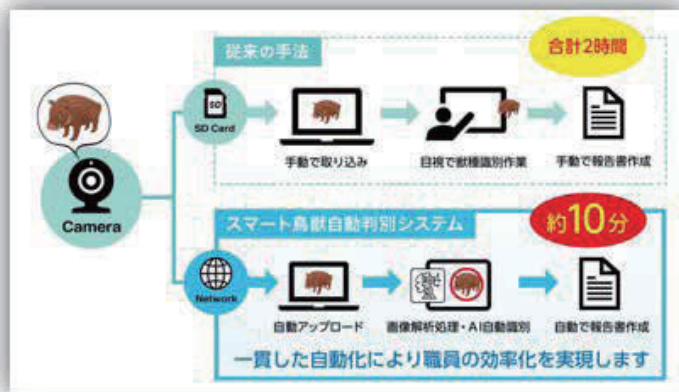 従来の手法
合計2時間
SD
SD Card
手動で取り込み
目視で獣種識別作業
手動で報告書作成
Camera
スマート鳥獣自動判別システム
約10分
Network
自動アップロード
画像解析処理・AI自動識別
自動で報告書作成
一貫した自動化により職員の効率化を実現します